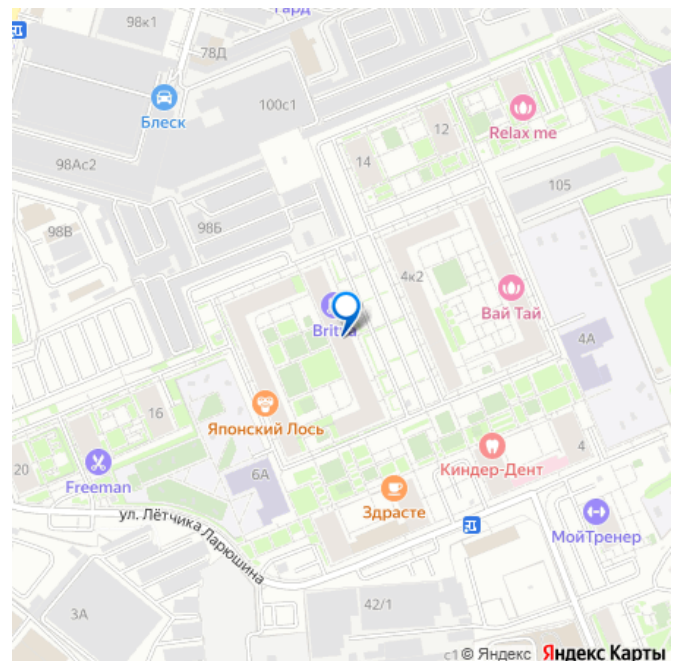 98к1
78Д
Блеск
100с1
98Ас2
12
Relax me
14
105
98В
98Б
4к2
Вай Тай
4А
Японский Лось
16
20
Freeman
6А
Киндер-Дент
4
Здрасте
МойТренер
ул. Лётчика Ларюшина
3А
42/1
с1
© Яндекс Яндекс Карты